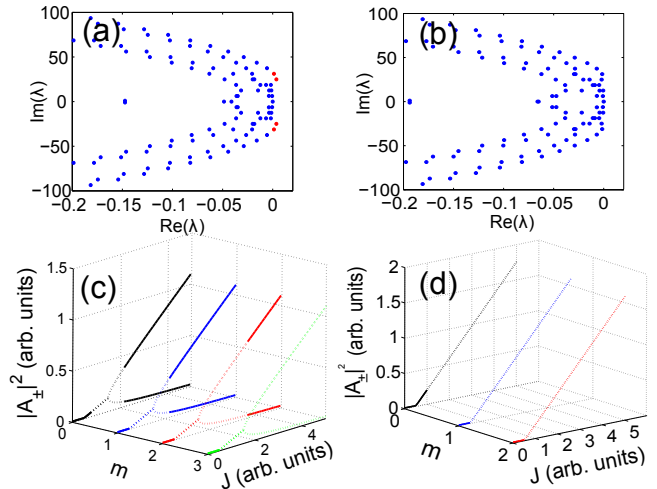 (a)
100
50
0
−50
−100
Im(λ)
−0.2 −0.15 −0.1 −0.05 0
Re(λ)
(b)
100
50
0
−50
−100
Im(λ)
−0.2 −0.15 −0.1 −0.05 0
Re(λ)
(c)
1.5
1
0.5
0
|A±|² (arb. units)
0 1 2 3
m
0 2 4
J (arb. units)
(d)
2
1.5
1
0.5
0
|A±|² (arb. units)
0 1 2
m
0 1 2 3 4 5
J (arb. units)